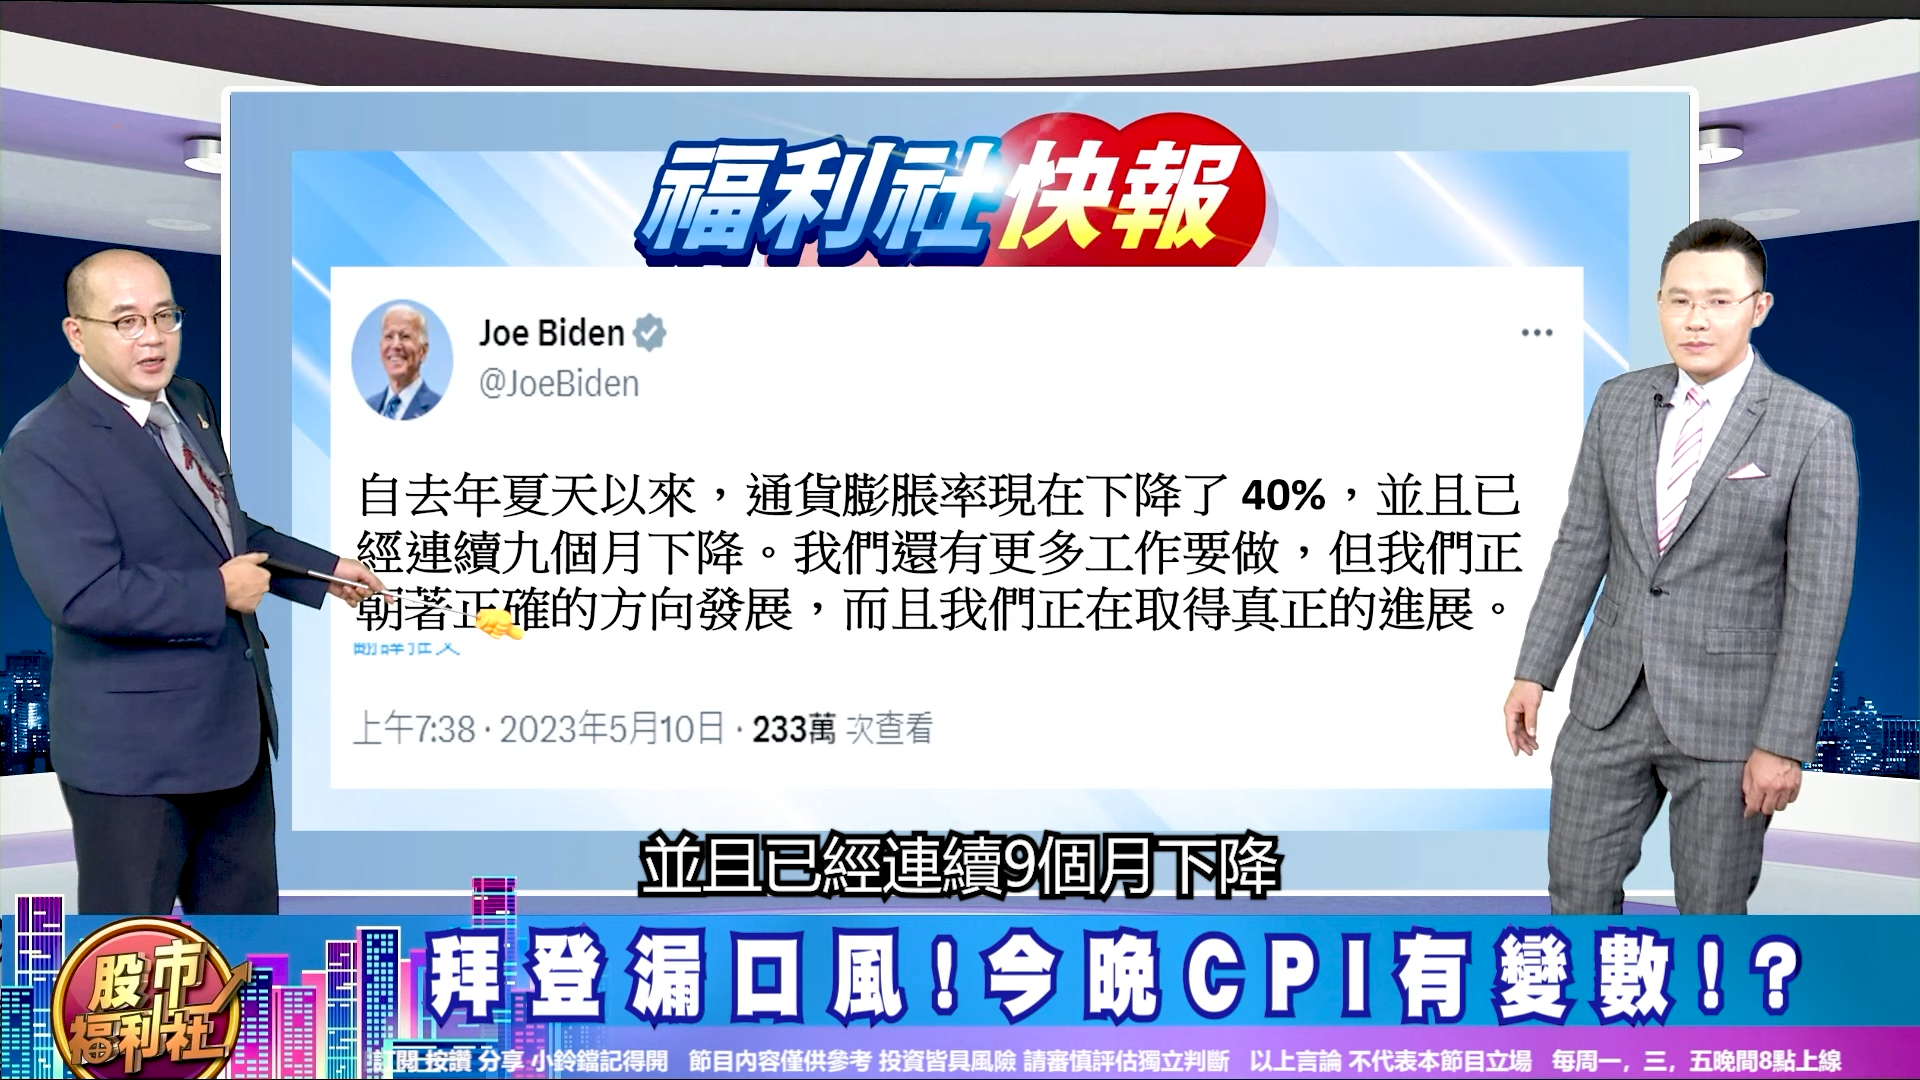 福利社快報
Joe Biden
@JoeBiden
自去年夏天以來，通貨膨脹率現在下降了 40%，並且已
經連續九個月下降。我們還有更多工作要做，但我們正
朝著正確的方向發展，而且我們正在取得真正的進展。
翻譯推文
上午7:38 · 2023年5月10日 · 233萬 次查看
並且已經連續9個月下降
拜登漏口風!今晚CPI有變數!?
股市
福利社
訂閱 按讚 分享 小鈴鐺記得開 節目內容僅供參考 投資皆具風險 請審慎評估獨立判斷 以上言論 不代表本節目立場 每周一，三，五晚間8點上線